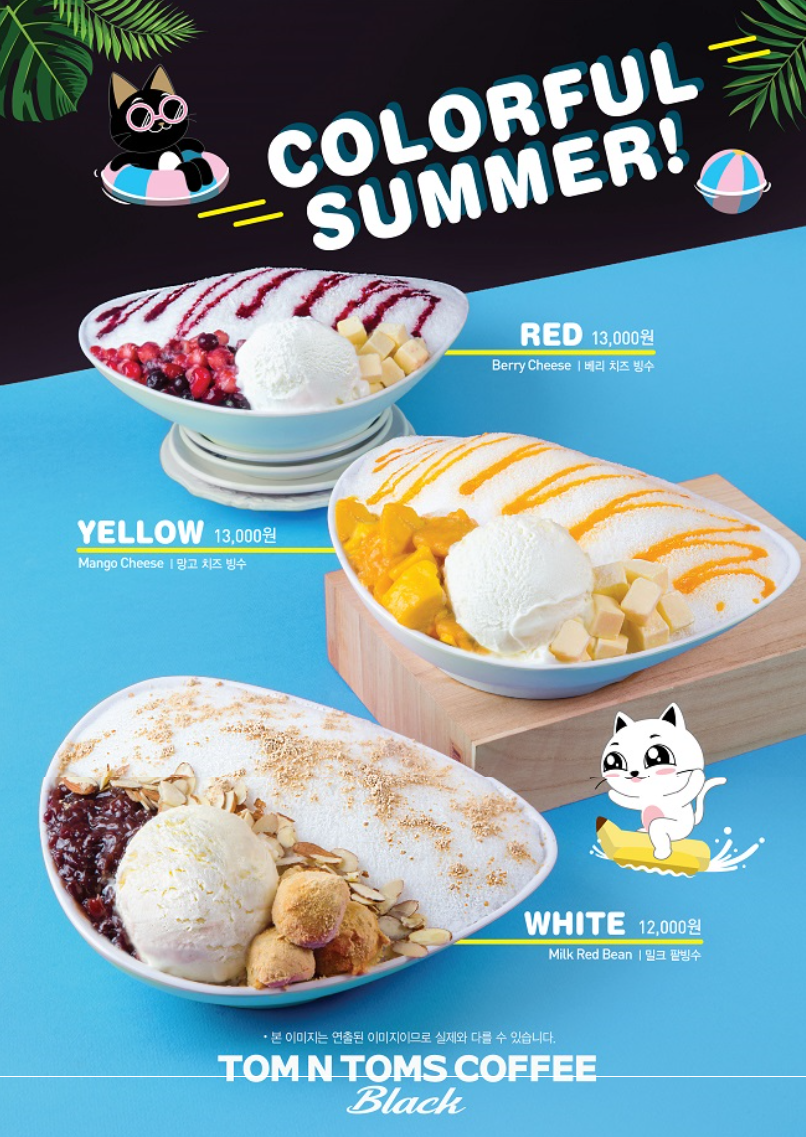 COLORFUL
SUMMER!
RED 13,000원
Berry Cheese | 베리 치즈 빙수
YELLOW 13,000원
Mango Cheese | 망고 치즈 빙수
WHITE 12,000원
Milk Red Bean | 밀크 팥빙수
* 본 이미지는 연출된 이미지이므로 실제와 다를 수 있습니다.
TOM N TOMS COFFEE
Black